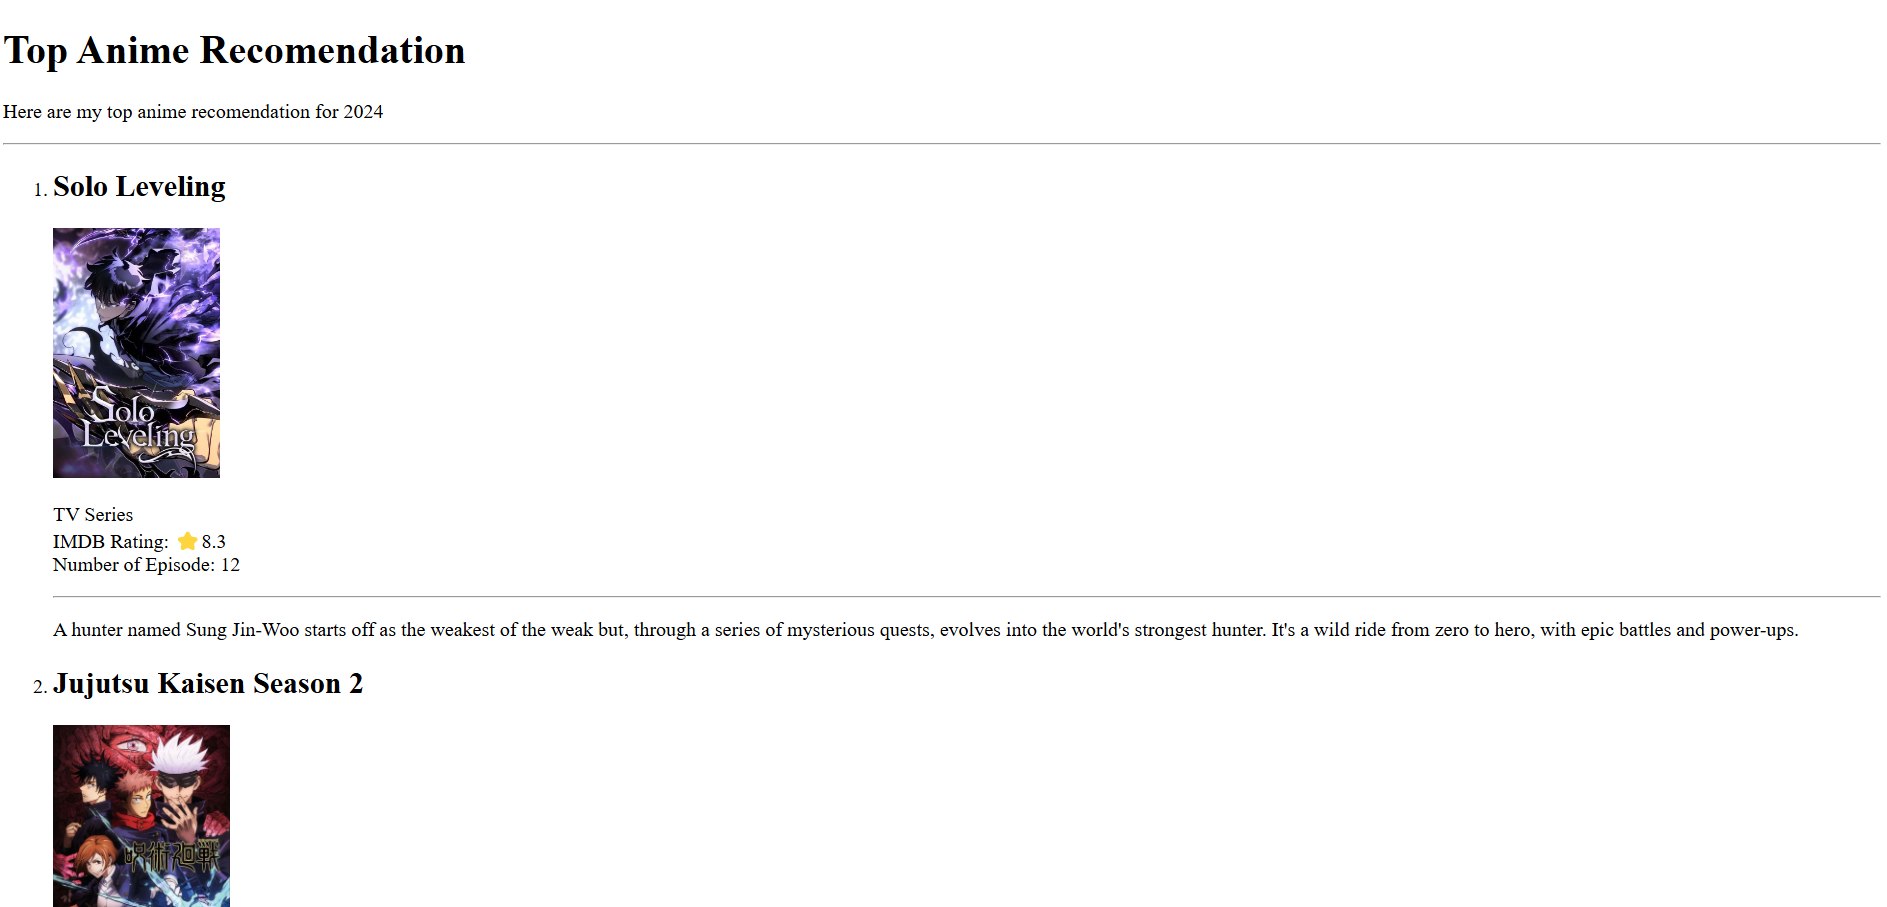 Top Anime Recomendation
Here are my top anime recomendation for 2024
1. Solo Leveling
Solo
Leveling
TV Series
IMDB Rating: ⭐8.3
Number of Episode: 12
A hunter named Sung Jin-Woo starts off as the weakest of the weak but, through a series of mysterious quests, evolves into the world's strongest hunter. It's a wild ride from zero to hero, with epic battles and power-ups.
2. Jujutsu Kaisen Season 2
呪術廻戦